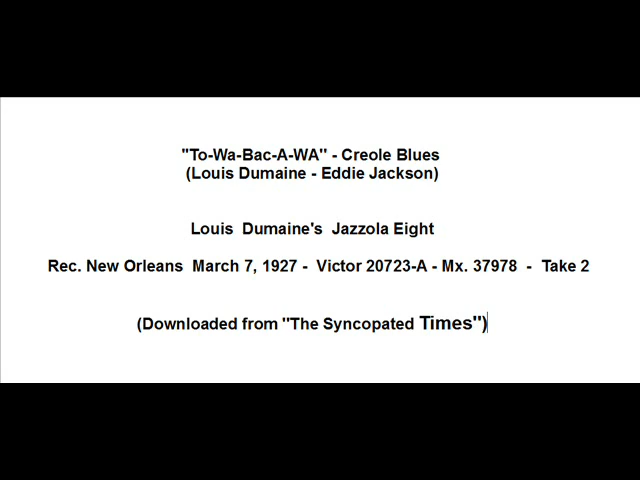 "To-Wa-Bac-A-WA" - Creole Blues
(Louis Dumaine - Eddie Jackson)
Louis Dumaine's Jazzola Eight
Rec. New Orleans March 7, 1927 - Victor 20723-A - Mx. 37978 - Take 2
(Downloaded from "The Syncopated Times")